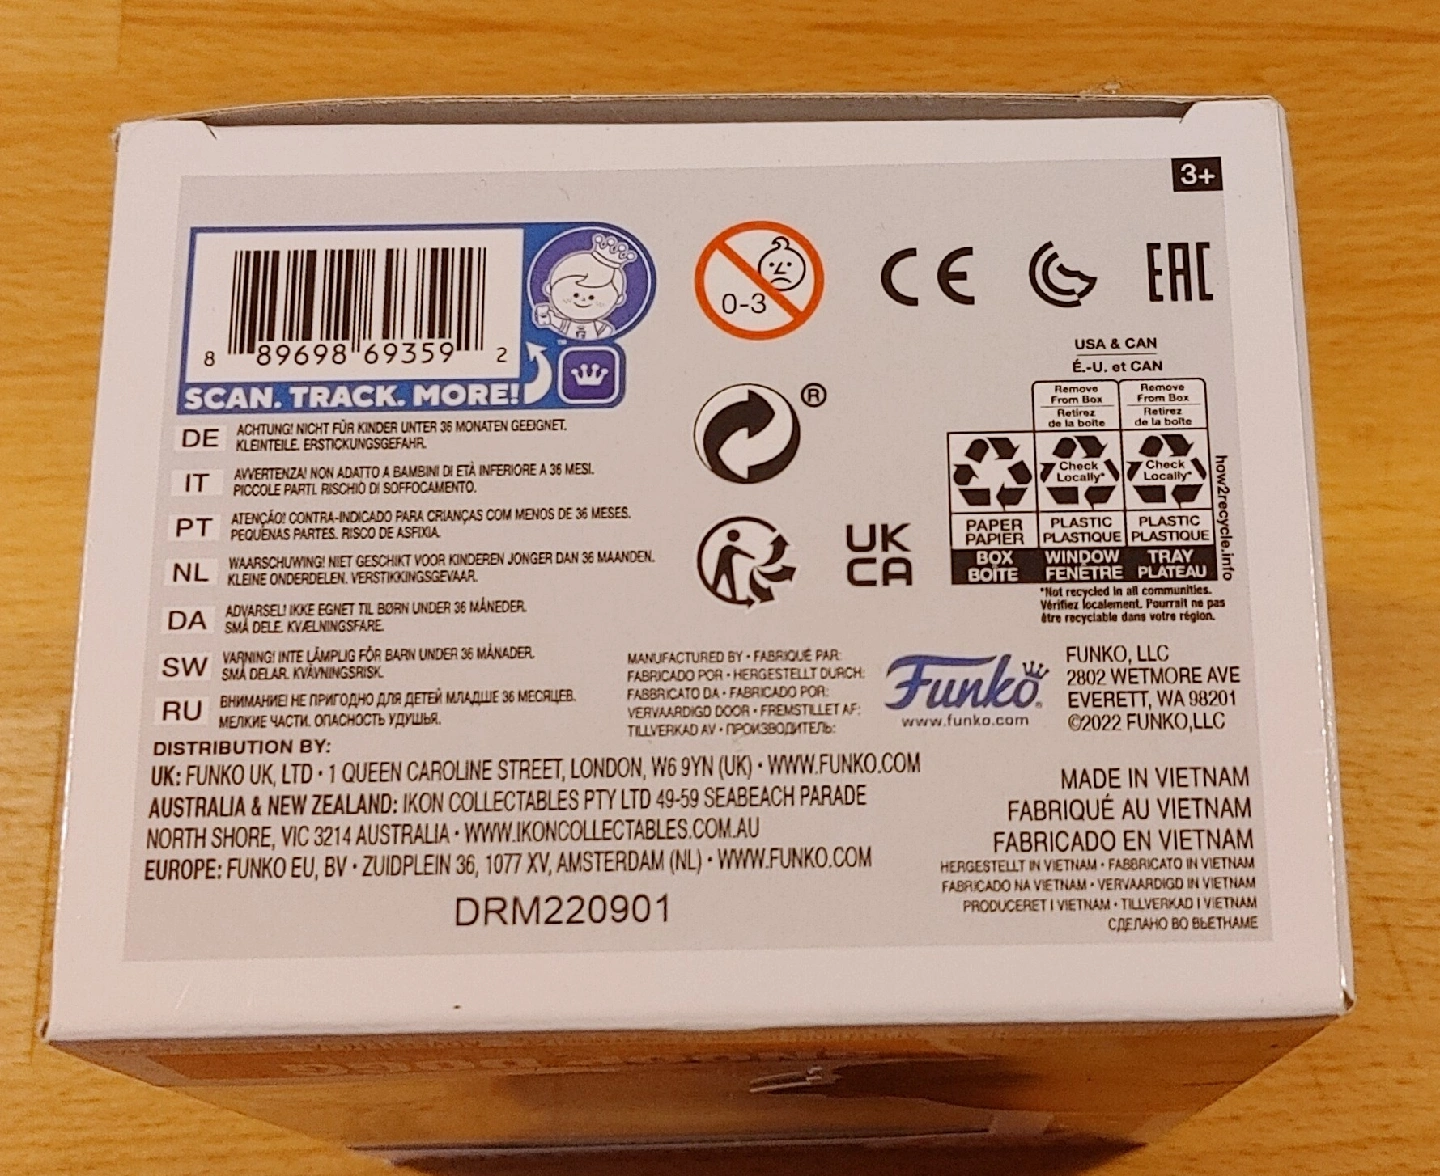 3+
8 89698 69359 2
SCAN. TRACK. MORE!
0-3
CE
EAC
®
UK
CA
USA & CAN
É.-U. et CAN
Remove
From Box
Retirez
de la boîte
Remove
From Box
Retirez
de la boîte
Check
Locally*
Check
Locally*
PAPER
PAPIER
BOX
BOÎTE
PLASTIC
PLASTIQUE
WINDOW
FENÊTRE
PLASTIC
PLASTIQUE
TRAY
PLATEAU
how2recycle.info
*Not recycled in all communities.
Vérifiez localement. Pourrait ne pas
être recyclable dans votre région.
DE ACHTUNG! NICHT FÜR KINDER UNTER 36 MONATEN GEEIGNET.
KLEINTEILE. ERSTICKUNGSGEFAHR.
IT AVVERTENZA! NON ADATTO A BAMBINI DI ETÀ INFERIORE A 36 MESI.
PICCOLE PARTI. RISCHIO DI SOFFOCAMENTO.
PT ATENÇÃO! CONTRA-INDICADO PARA CRIANÇAS COM MENOS DE 36 MESES.
PEQUENAS PARTES. RISCO DE ASFIXIA.
NL WAARSCHUWING! NIET GESCHIKT VOOR KINDEREN JONGER DAN 36 MAANDEN.
KLEINE ONDERDELEN. VERSTIKKINGSGEVAAR.
DA ADVARSEL! IKKE EGNET TIL BØRN UNDER 36 MÅNEDER.
SMÅ DELE. KVÆLNINGSFARE.
SW VARNING! INTE LÄMPLIG FÖR BARN UNDER 36 MÅNADER.
SMÅ DELAR. KVÄVNINGSRISK.
RU ВНИМАНИЕ! НЕ ПРИГОДНО ДЛЯ ДЕТЕЙ МЛАДШЕ 36 МЕСЯЦЕВ.
МЕЛКИЕ ЧАСТИ. ОПАСНОСТЬ УДУШЬЯ.
MANUFACTURED BY • FABRIQUÉ PAR:
FABRICADO POR • HERGESTELLT DURCH:
FABBRICATO DA • FABRICADO POR:
VERVAARDIGD DOOR • FREMSTILLET AF:
TILLVERKAD AV • ПРОИЗВОДИТЕЛЬ:
Funko®
www.funko.com
FUNKO, LLC
2802 WETMORE AVE
EVERETT, WA 98201
©2022 FUNKO,LLC
DISTRIBUTION BY:
UK: FUNKO UK, LTD • 1 QUEEN CAROLINE STREET, LONDON, W6 9YN (UK) • WWW.FUNKO.COM
AUSTRALIA & NEW ZEALAND: IKON COLLECTABLES PTY LTD 49-59 SEABEACH PARADE
NORTH SHORE, VIC 3214 AUSTRALIA • WWW.IKONCOLLECTABLES.COM.AU
EUROPE: FUNKO EU, BV • ZUIDPLEIN 36, 1077 XV, AMSTERDAM (NL) • WWW.FUNKO.COM
DRM220901
MADE IN VIETNAM
FABRIQUÉ AU VIETNAM
FABRICADO EN VIETNAM
HERGESTELLT IN VIETNAM • FABBRICATO IN VIETNAM
FABRICADO NA VIETNAM • VERVAARDIGD IN VIETNAM
PRODUCERET I VIETNAM • TILLVERKAD I VIETNAM
СДЕЛАНО ВО ВЬЕТНАМЕ